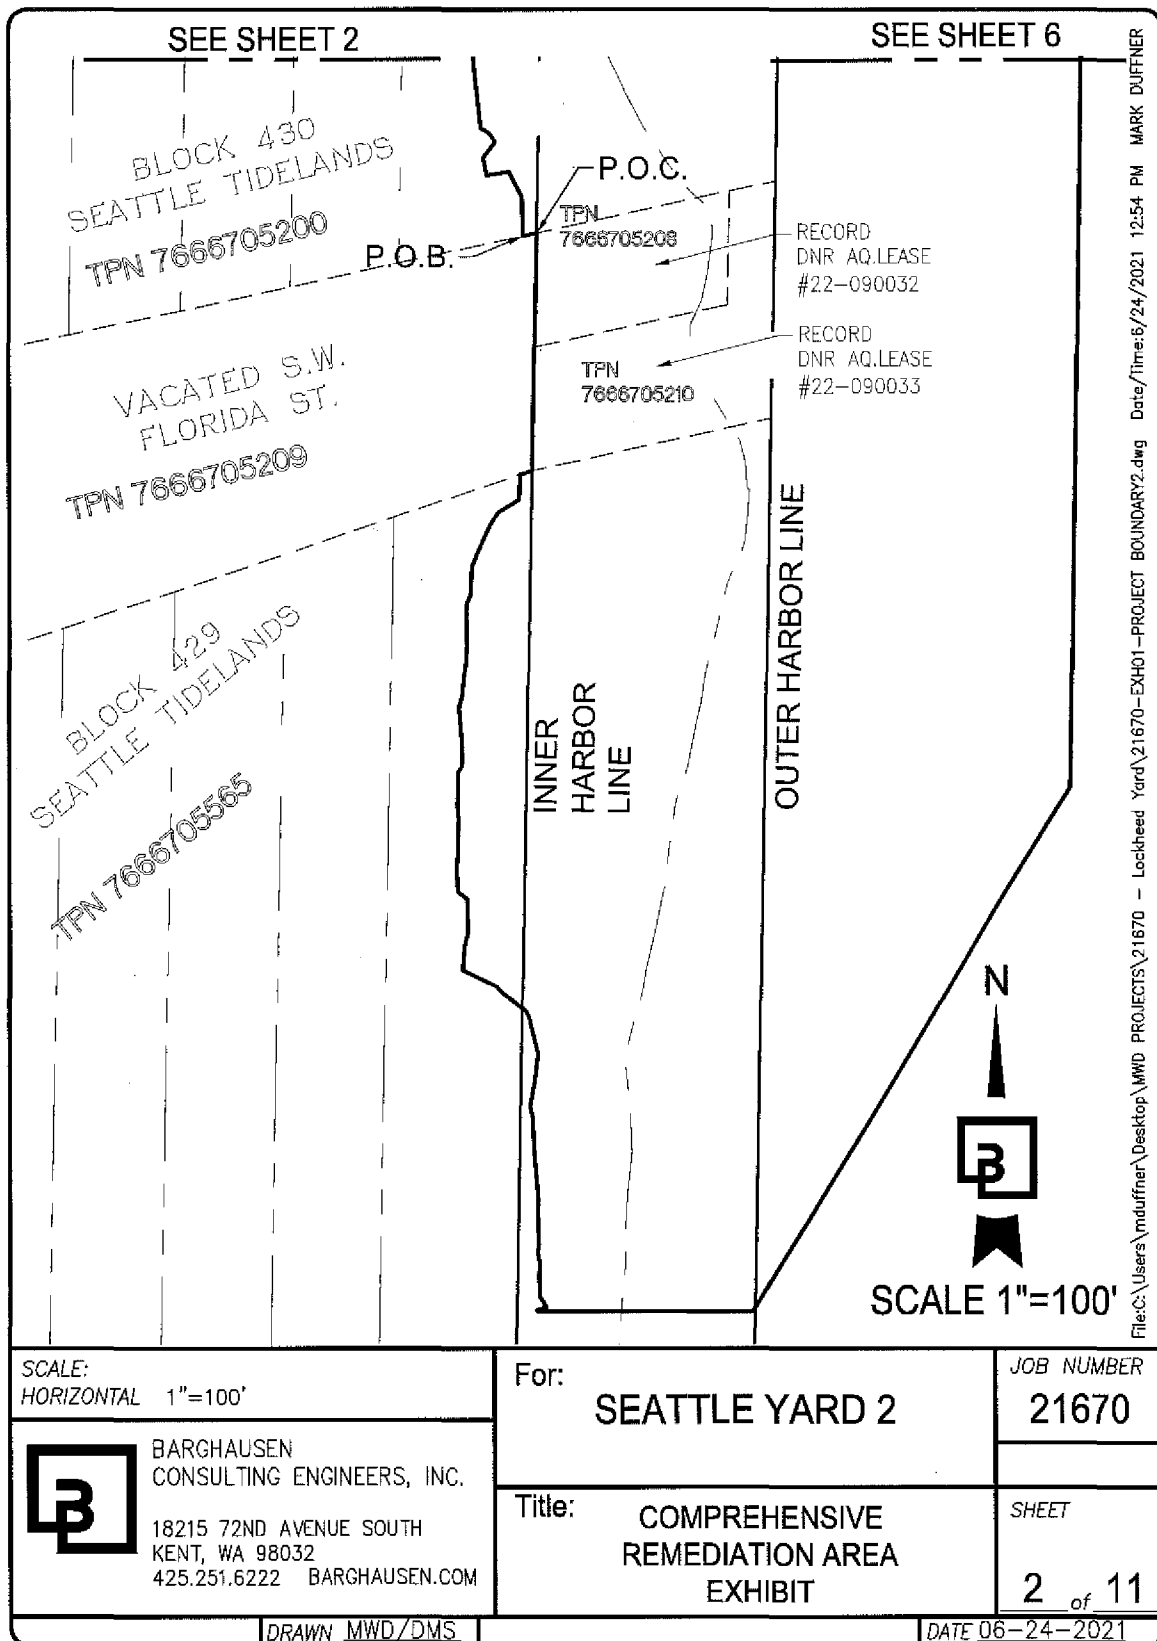 SEE SHEET 2
SEE SHEET 6
BLOCK 430
SEATTLE TIDELANDS
TPN 7666705200
P.O.C.
P.O.B.
TPN
7666705208
RECORD
DNR AQ.LEASE
#22-090032
RECORD
DNR AQ.LEASE
#22-090033
TPN
7666705210
VACATED S.W.
FLORIDA ST.
TPN 7666705209
BLOCK 429
SEATTLE TIDELANDS
TPN 7666705565
INNER
HARBOR
LINE
OUTER HARBOR LINE
N
B
SCALE 1"=100'
File:C:\Users\mduffner\Desktop\MWD PROJECTS\21670 - Lockheed Yard\21670-EXH01-PROJECT BOUNDARY2.dwg Date/Time:6/24/2021 12:54 PM MARK DUFFNER
SCALE:
HORIZONTAL 1"=100'
B
BARGHAUSEN
CONSULTING ENGINEERS, INC.
18215 72ND AVENUE SOUTH
KENT, WA 98032
425.251.6222 BARGHAUSEN.COM
For:
SEATTLE YARD 2
JOB NUMBER
21670
Title:
COMPREHENSIVE
REMEDIATION AREA
EXHIBIT
SHEET
2 of 11
DRAWN MWD/DMS
DATE 06-24-2021